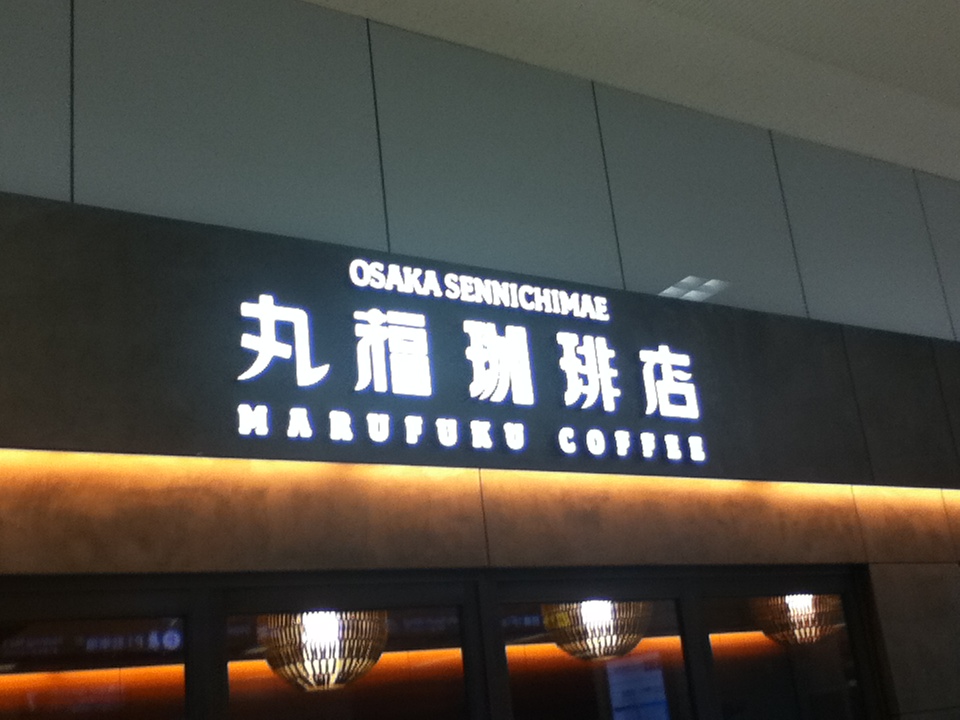 OSAKA SENNICHIMAE
丸福珈琲店
MARUFUKU COFFEE